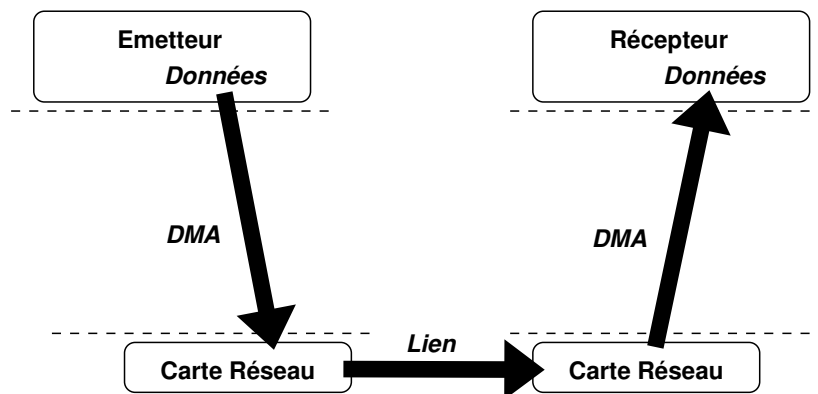 Emetteur
Données
Récepteur
Données
DMA
DMA
Lien
Carte Réseau
Carte Réseau